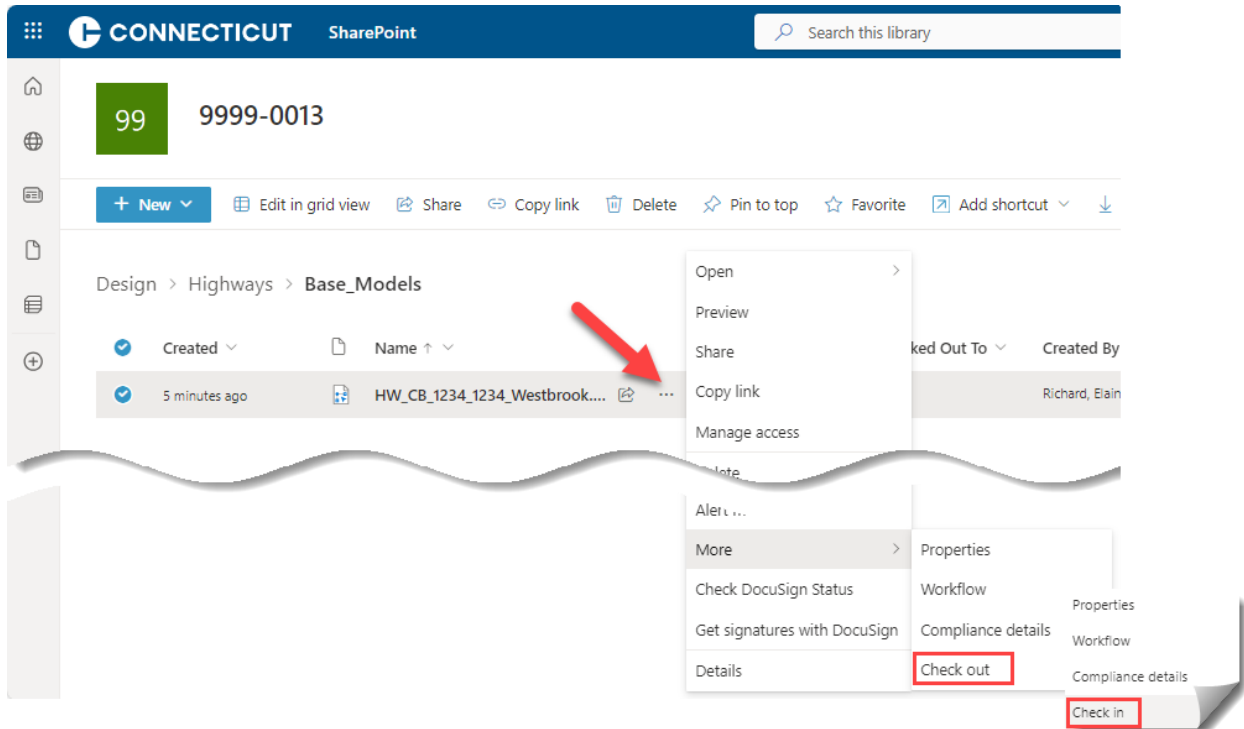 CONNECTICUT SharePoint Search this library
99 9999-0013
New Edit in grid view Share Copy link Delete Pin to top Favorite Add shortcut
Design > Highways > Base_Models
Created Name ↑ ked Out To Created By
5 minutes ago HW_CB_1234_1234_Westbrook.... Richard, Elain
Open
Preview
Share
Copy link
Manage access
More
Check DocuSign Status
Get signatures with DocuSign
Details
Properties
Workflow
Compliance details
Check out
Properties
Workflow
Compliance details
Check in